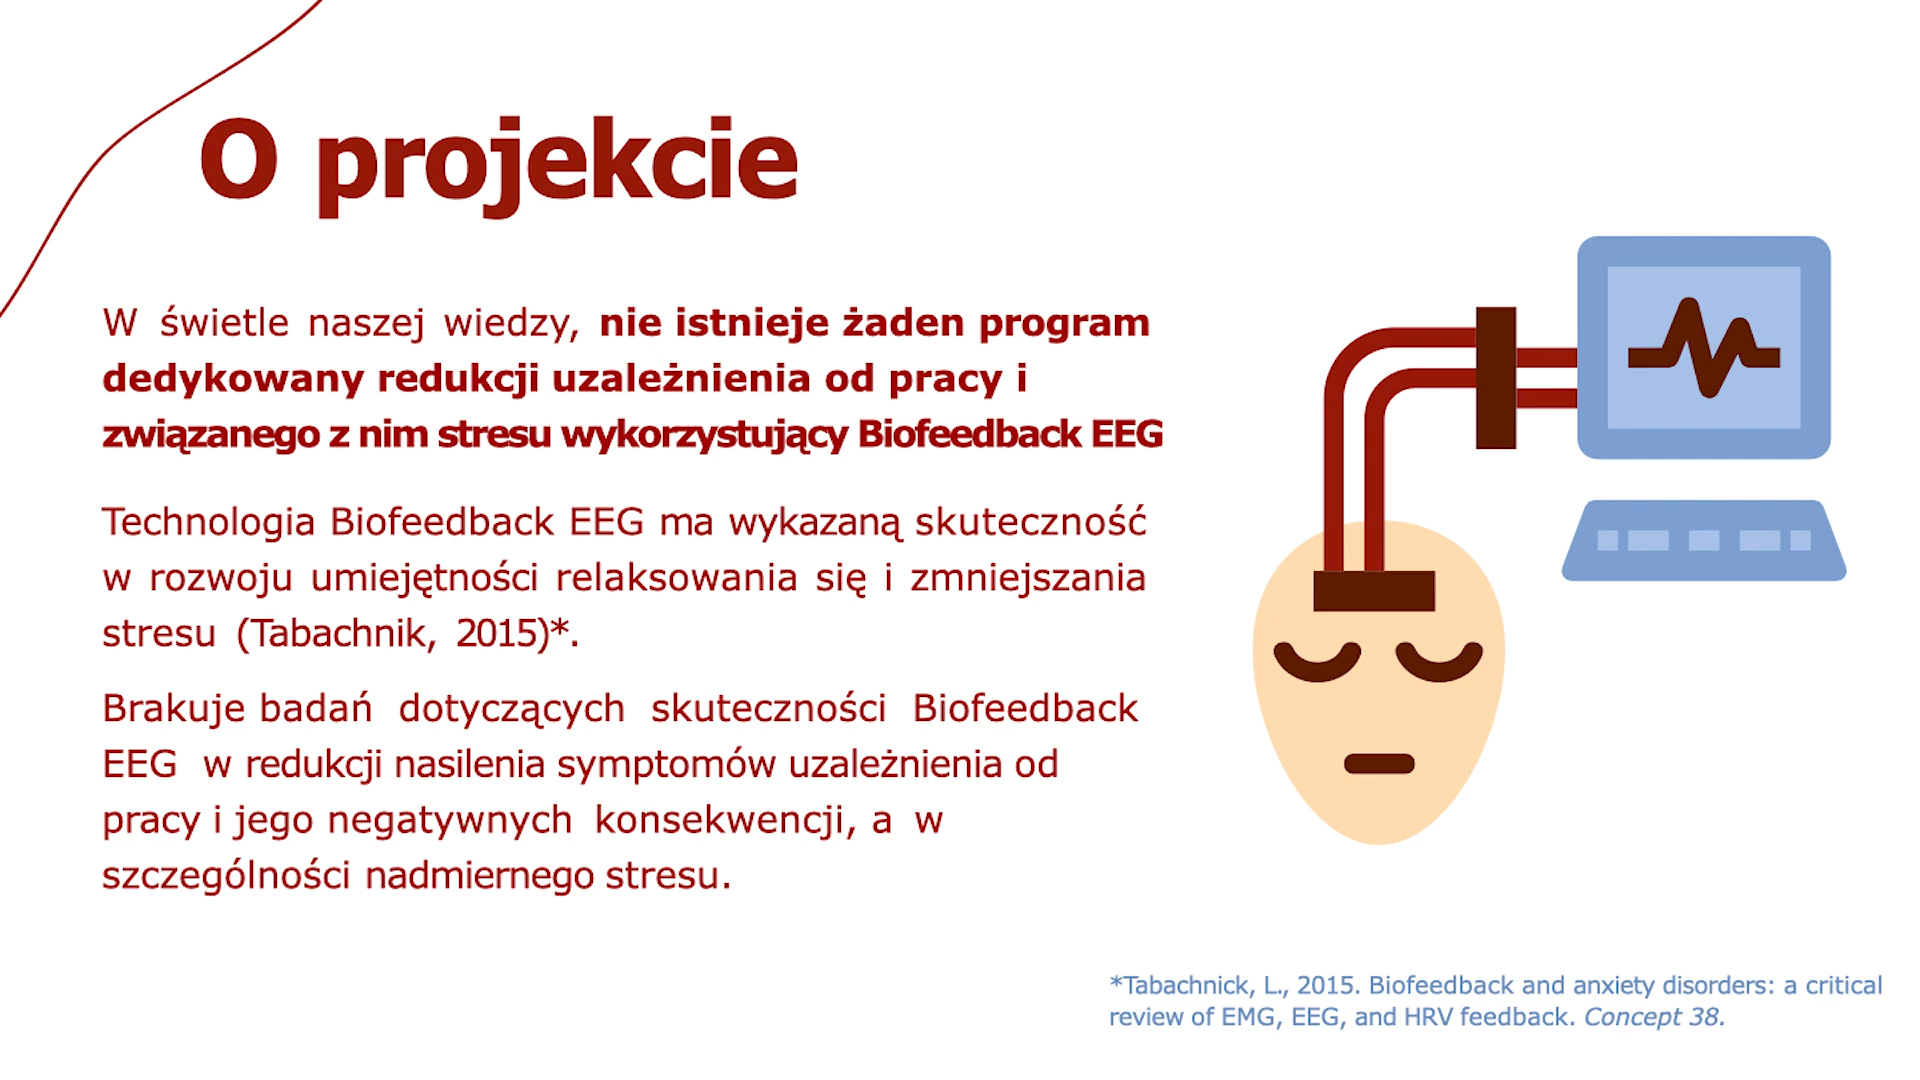 O projekcie
W świetle naszej wiedzy, nie istnieje żaden program
dedykowany redukcji uzależnienia od pracy i
związanego z nim stresu wykorzystujący Biofeedback EEG
Technologia Biofeedback EEG ma wykazaną skuteczność
w rozwoju umiejętności relaksowania się i zmniejszania
stresu (Tabachnik, 2015)*.
Brakuje badań dotyczących skuteczności Biofeedback
EEG w redukcji nasilenia symptomów uzależnienia od
pracy i jego negatywnych konsekwencji, a w
szczególności nadmiernego stresu.
*Tabachnick, L., 2015. Biofeedback and anxiety disorders: a critical
review of EMG, EEG, and HRV feedback. Concept 38.